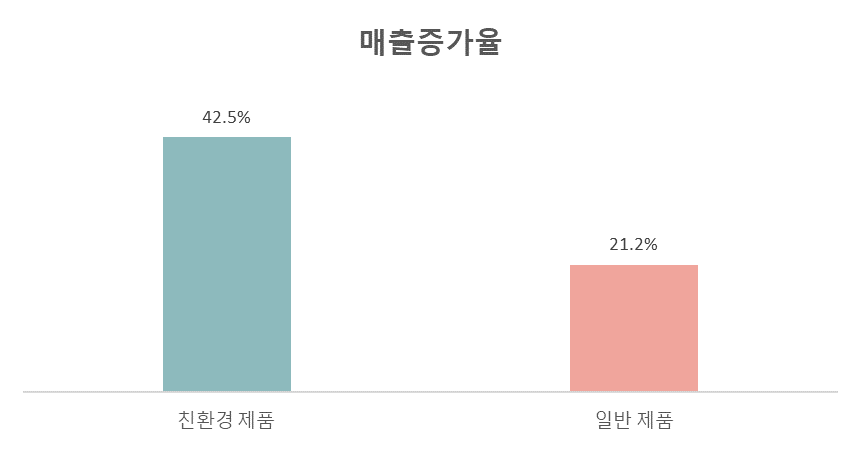 매출증가율
42.5%
21.2%
친환경 제품
일반 제품